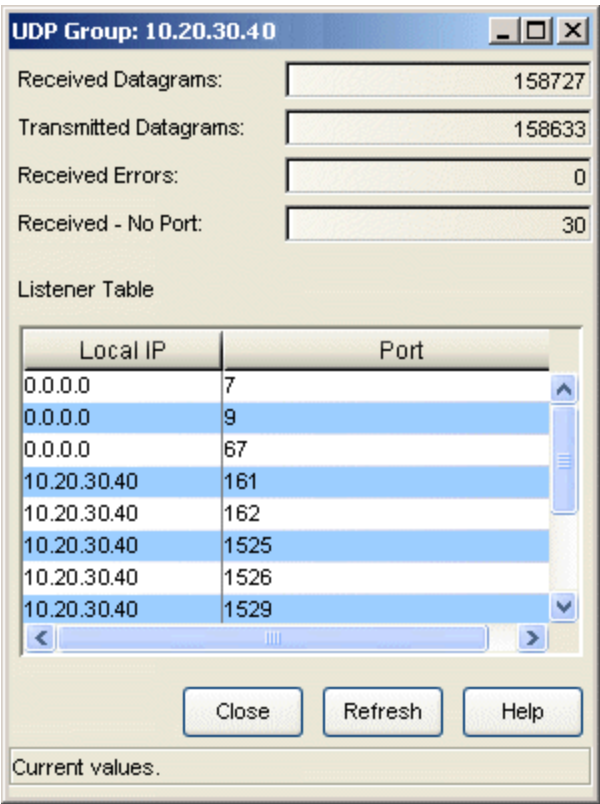 UDP Group: 10.20.30.40
Received Datagrams: 158727
Transmitted Datagrams: 158633
Received Errors: 0
Received - No Port: 30
Listener Table
Local IP Port
0.0.0.0 7
0.0.0.0 9
0.0.0.0 67
10.20.30.40 161
10.20.30.40 162
10.20.30.40 1525
10.20.30.40 1526
10.20.30.40 1529
Close Refresh Help
Current values.